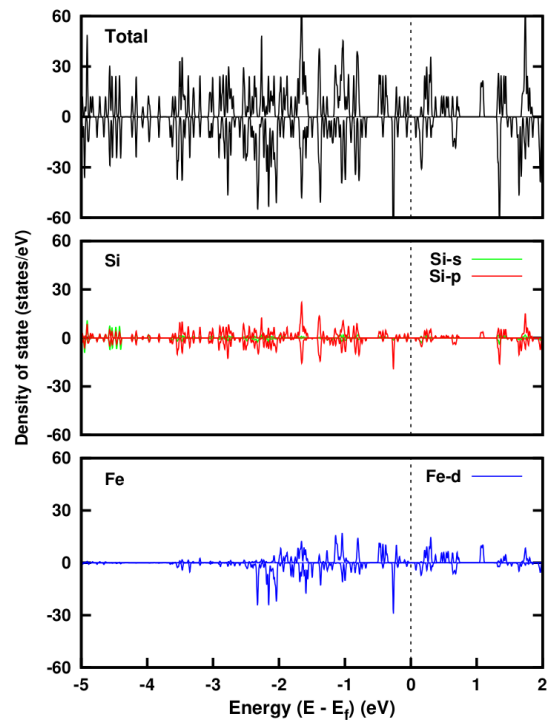 Total
60
30
0
-30
-60
Si
Si-s
Si-p
60
30
0
-30
-60
Density of state (states/eV)
Fe
Fe-d
60
30
0
-30
-60
-5 -4 -3 -2 -1 0 1 2
Energy (E - Ef) (eV)